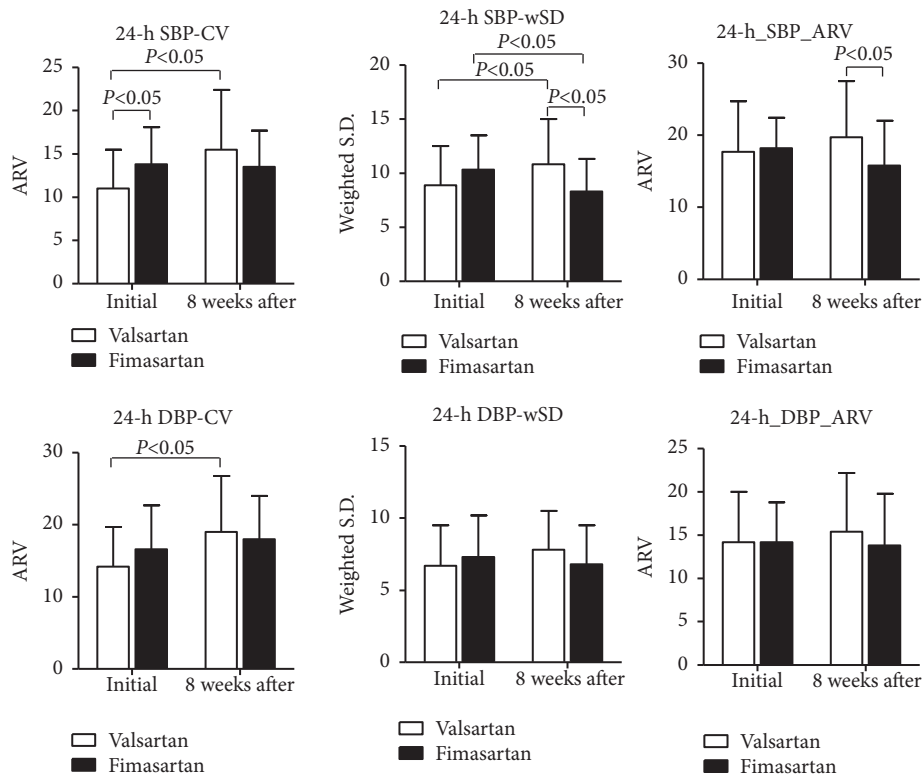 24-h SBP-CV
P<0.05
P<0.05
25
20
15
10
5
0
ARV
Initial
8 weeks after
Valsartan
Fimasartan
24-h SBP-wSD
P<0.05
P<0.05
P<0.05
20
15
10
5
0
Weighted S.D.
Initial
8 weeks after
Valsartan
Fimasartan
24-h_SBP_ARV
P<0.05
30
20
10
0
ARV
Initial
8 weeks after
Valsartan
Fimasartan
24-h DBP-CV
P<0.05
30
20
10
0
ARV
Initial
8 weeks after
Valsartan
Fimasartan
24-h DBP-wSD
15
10
5
0
Weighted S.D.
Initial
8 weeks after
Valsartan
Fimasartan
24-h_DBP_ARV
25
20
15
10
5
0
ARV
Initial
8 weeks after
Valsartan
Fimasartan